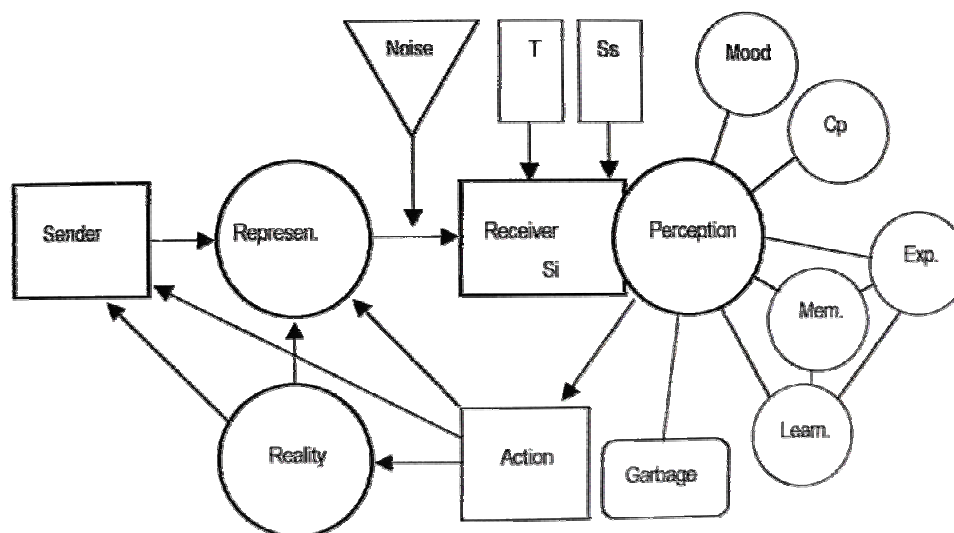 Noise
T
Ss
Mood
Cp
Sender
Represen.
Receiver
Si
Perception
Exp.
Mem.
Learn.
Reality
Action
Garbage